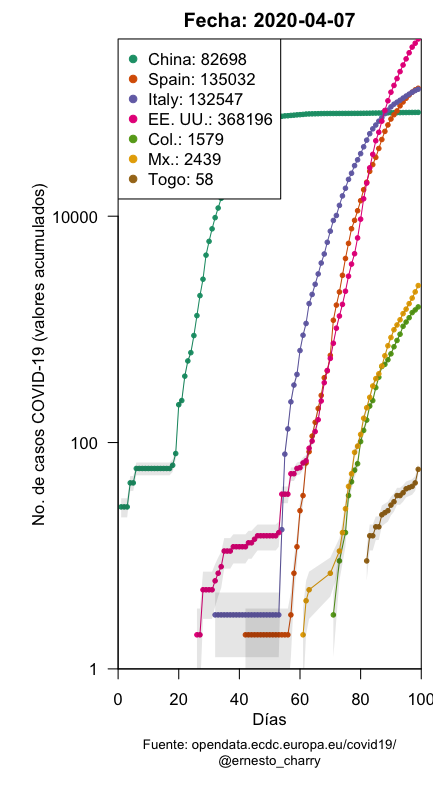 Fecha: 2020-04-07
China: 82698
Spain: 135032
Italy: 132547
EE. UU.: 368196
Col.: 1579
Mx.: 2439
Togo: 58
No. de casos COVID-19 (valores acumulados)
10000
100
1
0 20 40 60 80 100
Días
Fuente: opendata.ecdc.europa.eu/covid19/
@ernesto_charry